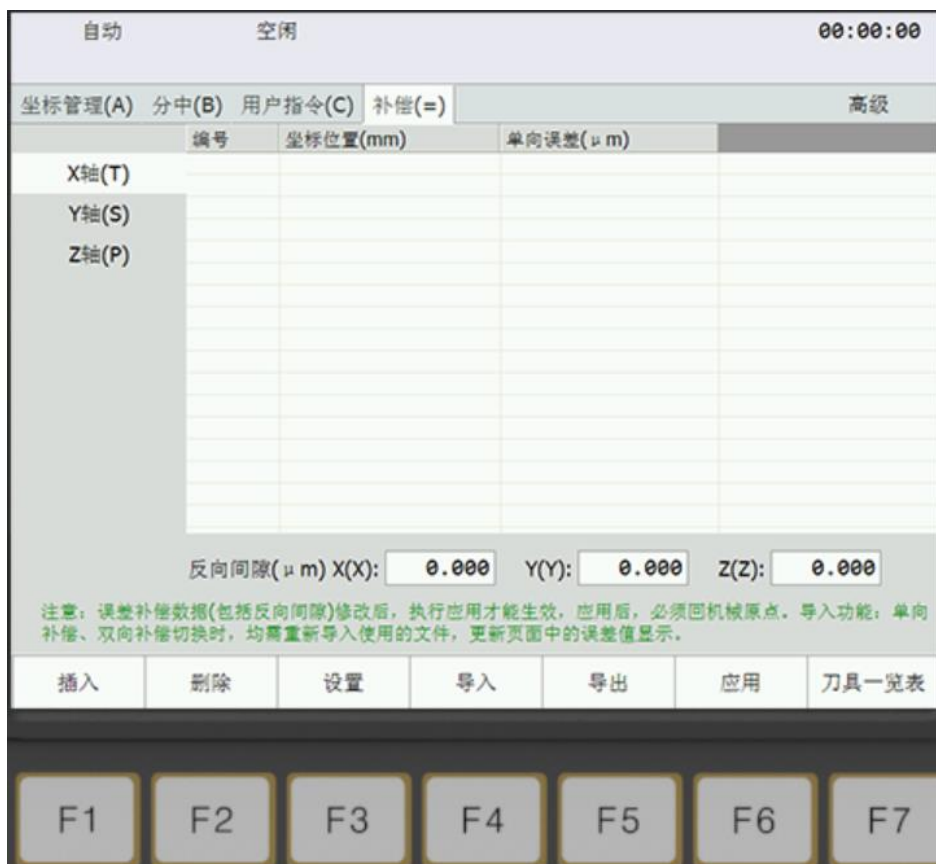 自动 空闲 00:00:00
坐标管理(A) 分中(B) 用户指令(C) 补偿(=) 高级
编号 坐标位置(mm) 单向误差(μm)
X轴(T)
Y轴(S)
Z轴(P)
反向间隙(μm) X(X): 0.000 Y(Y): 0.000 Z(Z): 0.000
注意：误差补偿数据(包括反向间隙)修改后，执行应用才能生效，应用后，必须回机械原点。导入功能：单向
补偿、双向补偿切换时，均需重新导入使用的文件，更新页面中的误差值显示。
插入 删除 设置 导入 导出 应用 刀具一览表
F1 F2 F3 F4 F5 F6 F7